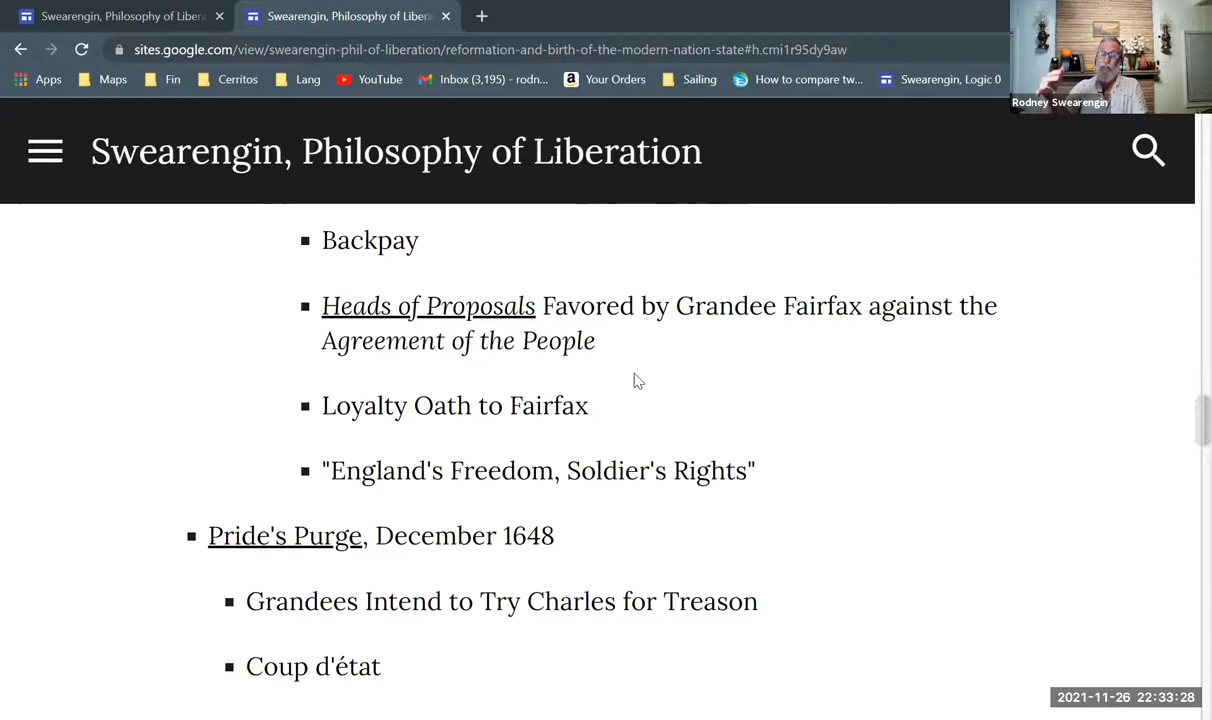 Swearengin, Philosophy of Libera
Swearengin, Philosophy of Libera
sites.google.com/view/swearengin-phil-of-liberation/reformation-and-birth-of-the-modern-nation-state#h.cmi1r95dy9aw
Apps Maps Fin Cerritos Lang YouTube Inbox (3,195) - rodn... Your Orders Sailing How to compare tw... Swearengin, Logic 0
Rodney Swearengin
Swearengin, Philosophy of Liberation
Backpay
Heads of Proposals Favored by Grandee Fairfax against the
Agreement of the People
Loyalty Oath to Fairfax
"England's Freedom, Soldier's Rights"
Pride's Purge, December 1648
Grandees Intend to Try Charles for Treason
Coup d'état
2021-11-26 22:33:28